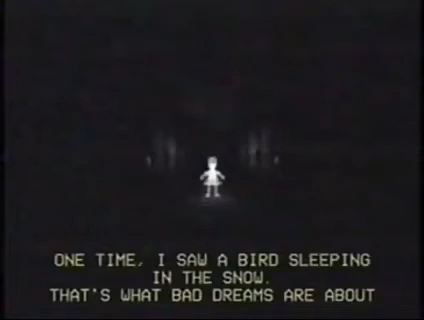 ONE TIME, I SAW A BIRD SLEEPING
IN THE SNOW.
THAT'S WHAT BAD DREAMS ARE ABOUT